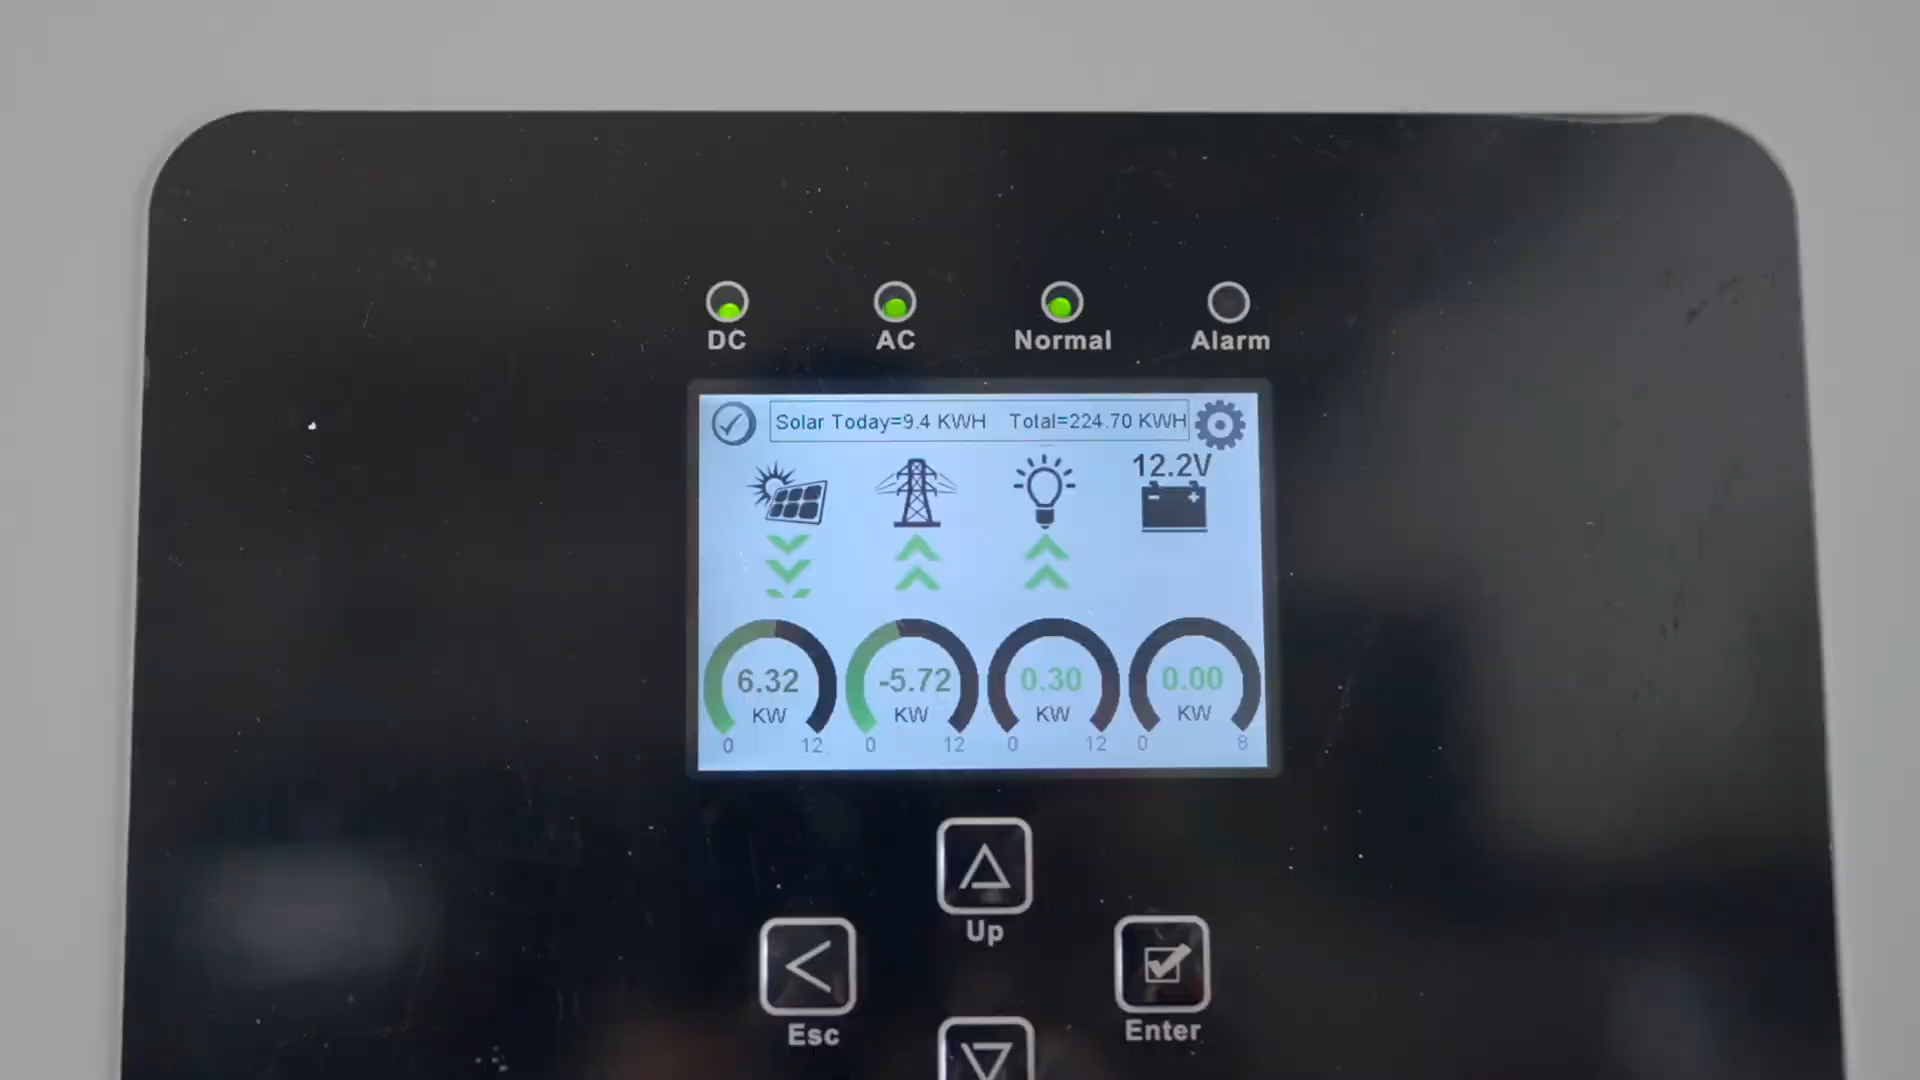 DC AC Normal Alarm
Solar Today=9.4 KWH Total=224.70 KWH
12.2V
6.32 -5.72 0.30 0.00
KW KW KW KW
0 12 0 12 0 12 0 8
Up
Esc Enter